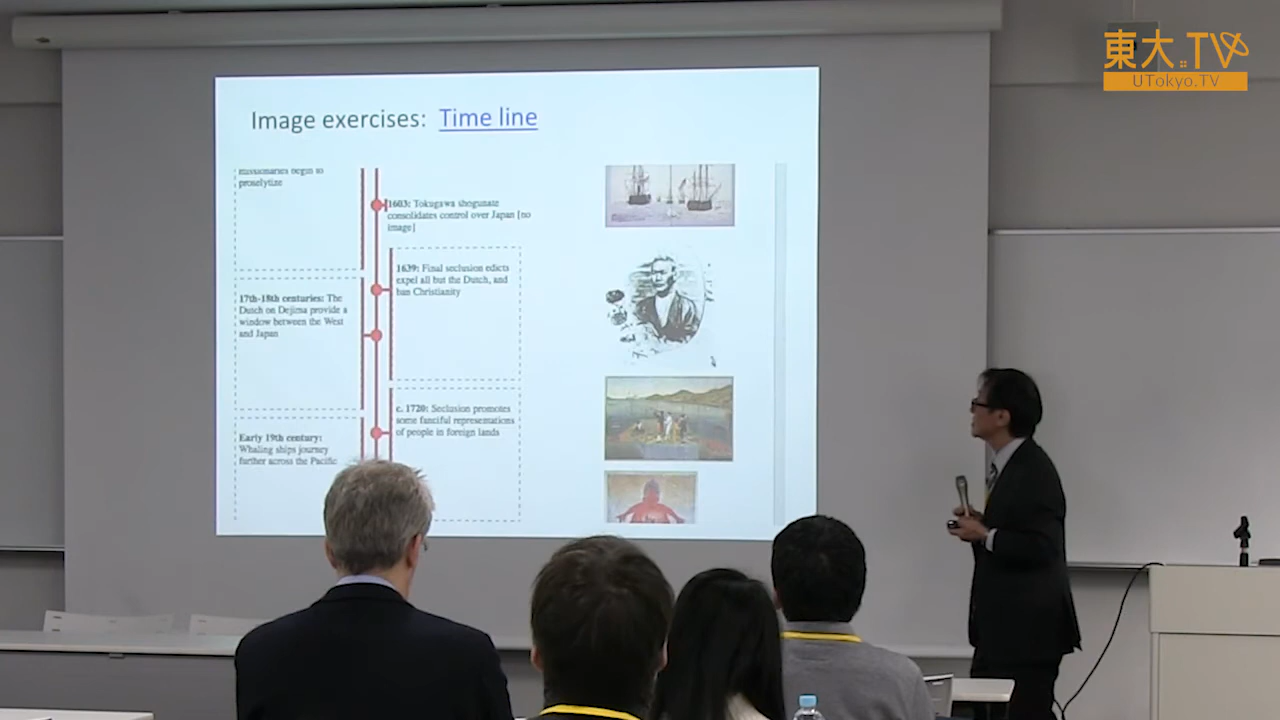 東大.TV
UTokyo.TV
Image exercises: Time line
missionaries begin to
proselytize
1603: Tokugawa shogunate
consolidates control over Japan [no
image]
1639: Final seclusion edicts
expel all but the Dutch, and
ban Christianity
17th-18th centuries: The
Dutch on Dejima provide a
window between the West
and Japan
c. 1720: Seclusion promotes
some fanciful representations
of people in foreign lands
Early 19th century:
Whaling ships journey
further across the Pacific